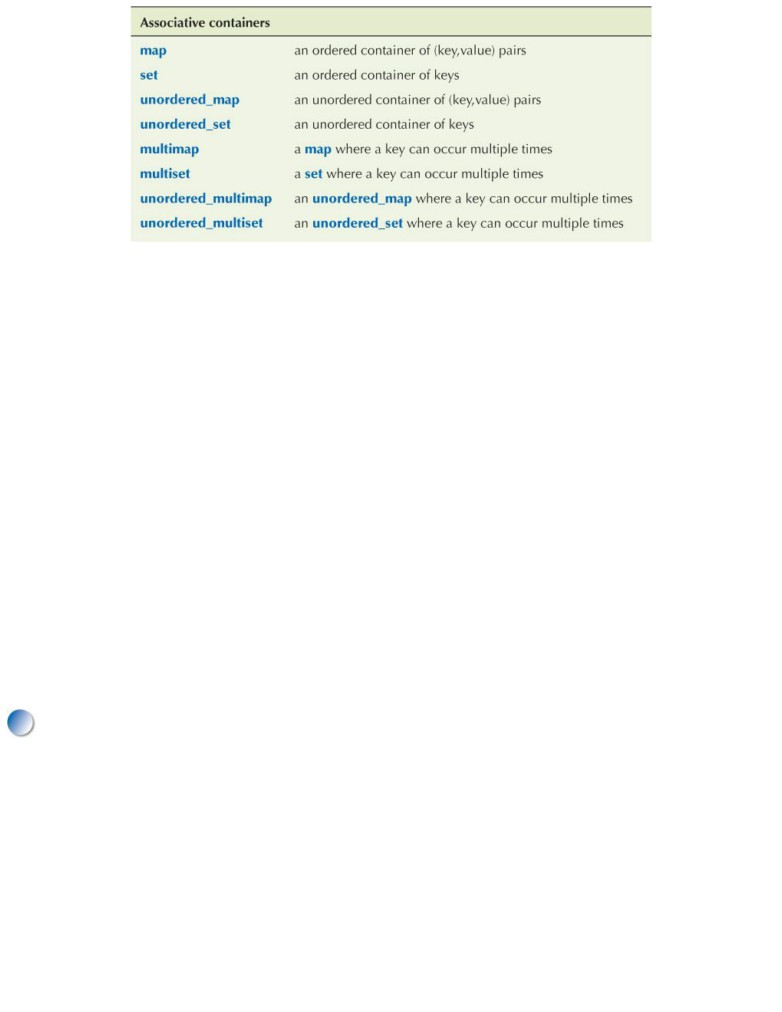 Associative containers
map an ordered container of (key,value) pairs
set an ordered container of keys
unordered_map an unordered container of (key,value) pairs
unordered_set an unordered container of keys
multimap a map where a key can occur multiple times
multiset a set where a key can occur multiple times
unordered_multimap an unordered_map where a key can occur multiple times
unordered_multiset an unordered_set where a key can occur multiple times